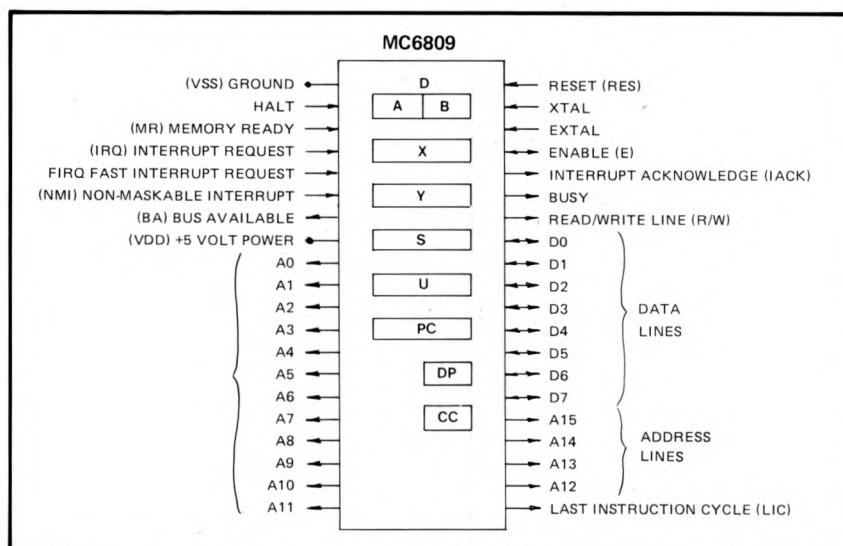 MC6809
(VSS) GROUND
HALT
(MR) MEMORY READY
(IRQ) INTERRUPT REQUEST
FIRQ FAST INTERRUPT REQUEST
(NMI) NON-MASKABLE INTERRUPT
(BA) BUS AVAILABLE
(VDD) +5 VOLT POWER
A0
A1
A2
A3
A4
A5
A6
A7
A8
A9
A10
A11
D
A B
X
Y
S
U
PC
DP
CC
RESET (RES)
XTAL
EXTAL
ENABLE (E)
INTERRUPT ACKNOWLEDGE (IACK)
BUSY
READ/WRITE LINE (R/W)
D0
D1
D2
D3
D4
D5
D6
D7
DATA
LINES
A15
A14
A13
A12
ADDRESS
LINES
LAST INSTRUCTION CYCLE (LIC)